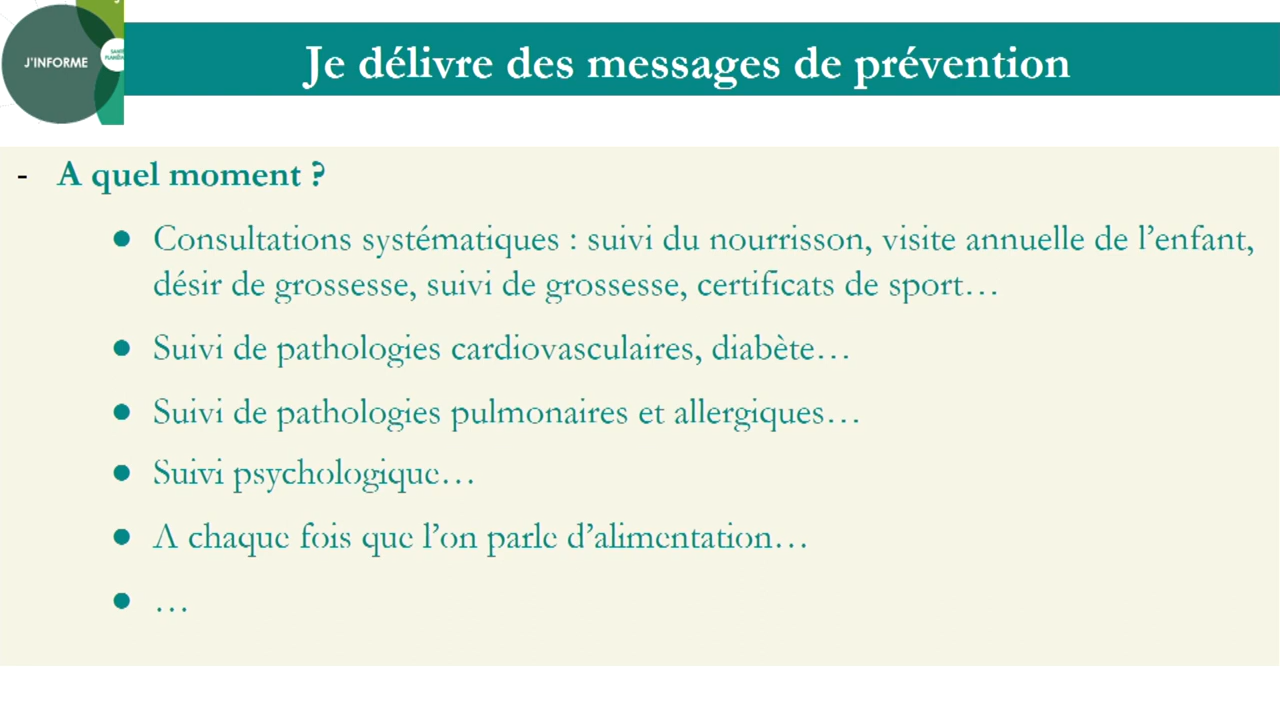 J'INFORME
Je délivre des messages de prévention
- A quel moment ?
● Consultations systématiques : suivi du nourrisson, visite annuelle de l'enfant,
désir de grossesse, suivi de grossesse, certificats de sport…
● Suivi de pathologies cardiovasculaires, diabète…
● Suivi de pathologies pulmonaires et allergiques…
● Suivi psychologique…
● A chaque fois que l'on parle d'alimentation…
● …